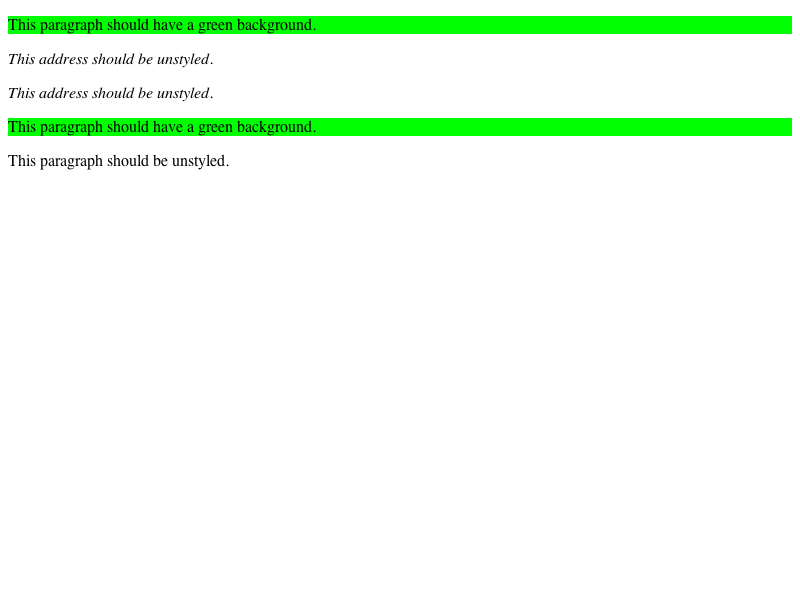 This paragraph should have a green background.
This address should be unstyled.
This address should be unstyled.
This paragraph should have a green background.
This paragraph should be unstyled.